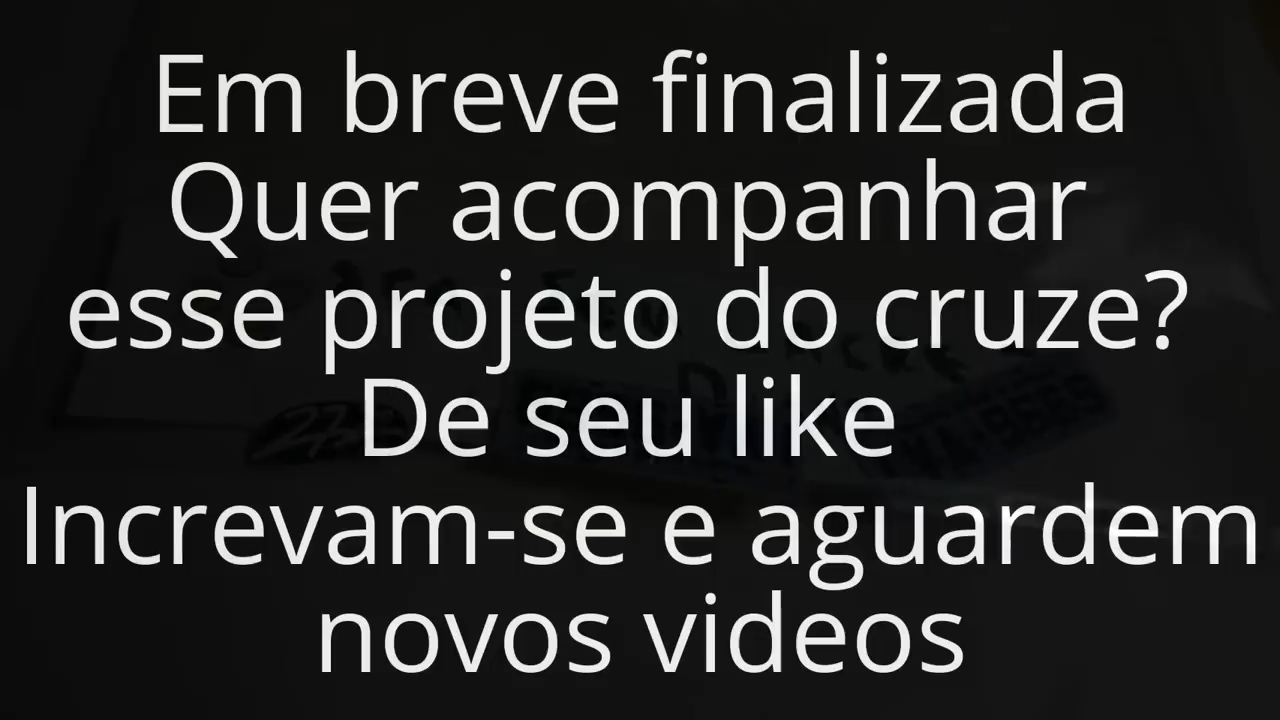 Em breve finalizada
Quer acompanhar
esse projeto do cruze?
De seu like
Increvam-se e aguardem
novos videos